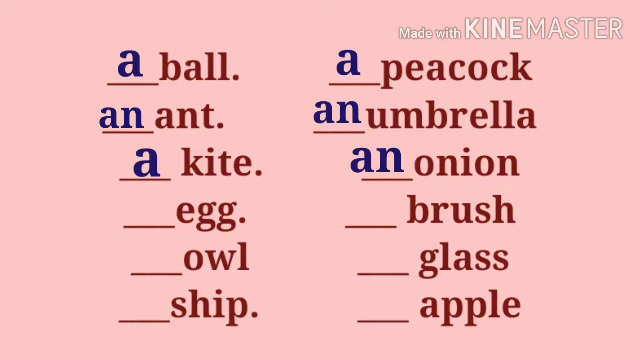 Made with KINEMASTER
a ball. a peacock
an ant. an umbrella
a kite. an onion
___egg. ___ brush
___owl ___ glass
___ship. ___ apple